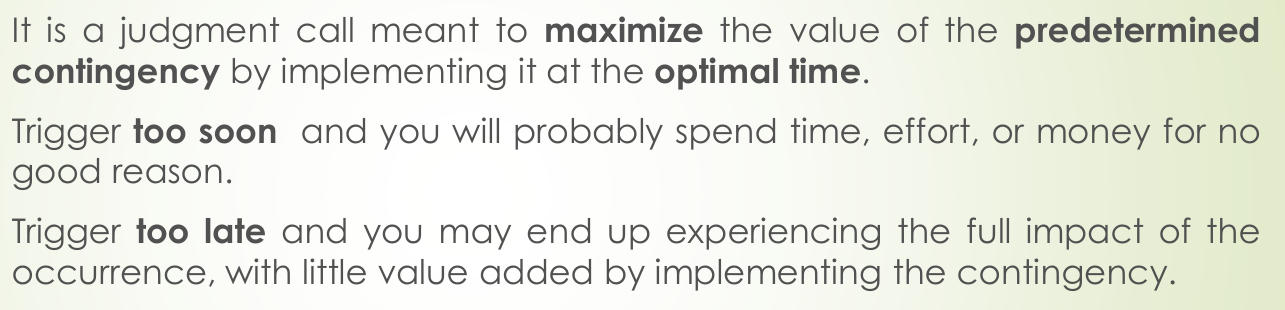 It is a judgment call meant to maximize the value of the predetermined
contingency by implementing it at the optimal time.
Trigger too soon and you will probably spend time, effort, or money for no
good reason.
Trigger too late and you may end up experiencing the full impact of the
occurrence, with little value added by implementing the contingency.